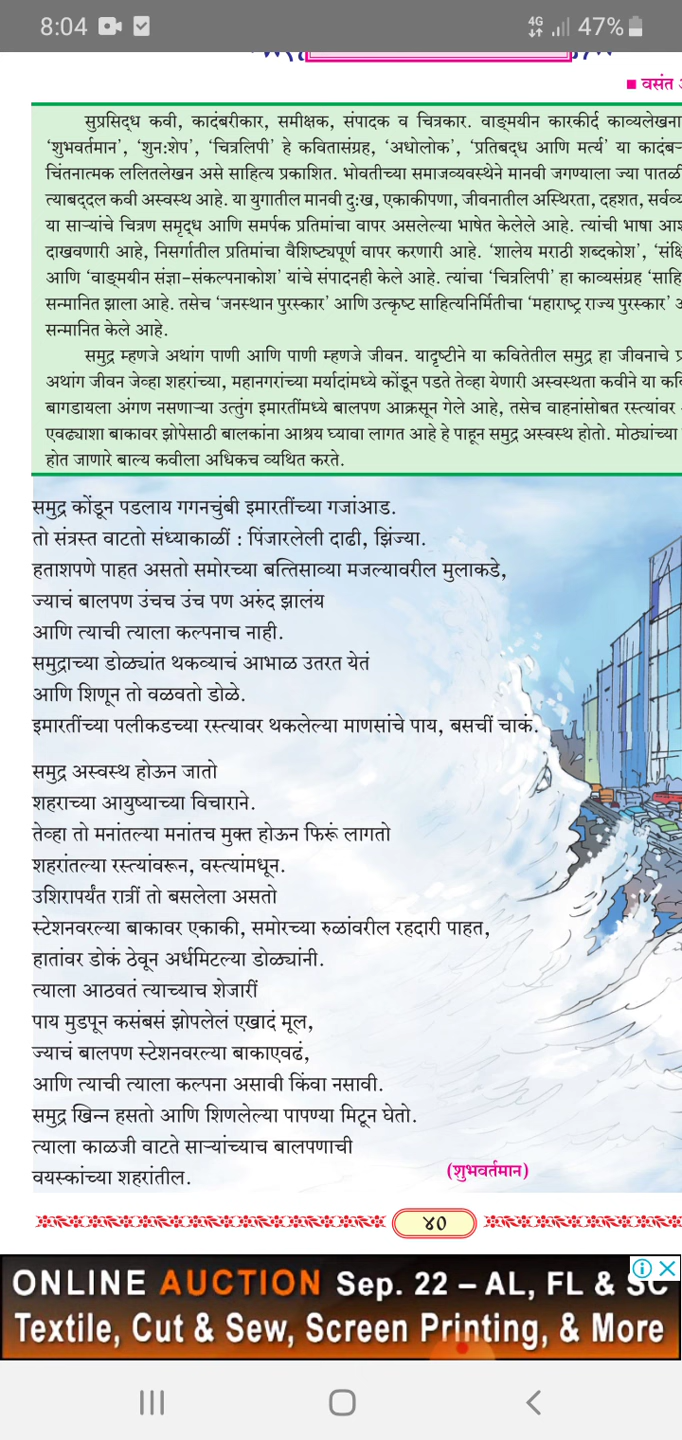 8:04 4G 47%
■ वसंत
सुप्रसिद्ध कवी, कादंबरीकार, समीक्षक, संपादक व चित्रकार. वाङ्मयीन कारकीर्द काव्यलेखना
‘शुभवर्तमान’, ‘शुन:शेप’, ‘चित्रलिपी’ हे कवितासंग्रह, ‘अधोलोक’, ‘प्रतिबद्ध आणि मर्त्य’ या कादंबऱ्
चिंतनात्मक ललितलेखन असे साहित्य प्रकाशित. भोवतीच्या समाजव्यवस्थेने मानवी जगण्याला ज्या पातळी
त्याबद्दल कवी अस्वस्थ आहे. या युगातील मानवी दुःख, एकाकीपणा, जीवनातील अस्थिरता, दहशत, सर्वव्य
या साऱ्यांचे चित्रण समृद्ध आणि समर्पक प्रतिमांचा वापर असलेल्या भाषेत केलेले आहे. त्यांची भाषा आश
दाखवणारी आहे, निसर्गातील प्रतिमांचा वैशिष्ट्यपूर्ण वापर करणारी आहे. ‘शालेय मराठी शब्दकोश’, ‘संक्षि
आणि ‘वाङ्मयीन संज्ञा-संकल्पनाकोश’ यांचे संपादनही केले आहे. त्यांचा ‘चित्रलिपी’ हा काव्यसंग्रह ‘साहि
सन्मानित झाला आहे. तसेच ‘जनस्थान पुरस्कार’ आणि उत्कृष्ट साहित्यनिर्मितीचा ‘महाराष्ट्र राज्य पुरस्कार’
सन्मानित केले आहे.
समुद्र म्हणजे अथांग पाणी आणि पाणी म्हणजे जीवन. यादृष्टीने या कवितेतील समुद्र हा जीवनाचे प्र
अथांग जीवन जेव्हा शहरांच्या, महानगरांच्या मर्यादांमध्ये कोंडून पडते तेव्हा येणारी अस्वस्थता कवीने या कवि
बागडायला अंगण नसणाऱ्या उत्तुंग इमारतींमध्ये बालपण आक्रसून गेले आहे, तसेच वाहनांसोबत रस्त्यांवर
एवढ्याशा बाकावर झोपेसाठी बालकांना आश्रय घ्यावा लागत आहे हे पाहून समुद्र अस्वस्थ होतो. मोठ्यांच्या
होत जाणारे बाल्य कवीला अधिकच व्यथित करते.
समुद्र कोंडून पडलाय गगनचुंबी इमारतींच्या गजांआड.
तो संत्रस्त वाटतो संध्याकाळीं : पिंजारलेली दाढी, झिंज्या.
हताशपणे पाहत असतो समोरच्या बत्तिसाव्या मजल्यावरील मुलाकडे,
ज्याचं बालपण उंचच उंच पण अरुंद झालंय
आणि त्याची त्याला कल्पनाच नाही.
समुद्राच्या डोळ्यांत थकव्याचं आभाळ उतरत येतं
आणि शिणून तो वळवतो डोळे.
इमारतींच्या पलीकडच्या रस्त्यावर थकलेल्या माणसांचे पाय, बसचीं चाकं.
समुद्र अस्वस्थ होऊन जातो
शहराच्या आयुष्याच्या विचाराने.
तेव्हा तो मनांतल्या मनांतच मुक्त होऊन फिरूं लागतो
शहरांतल्या रस्त्यांवरून, वस्त्यांमधून.
उशिरापर्यंत रात्रीं तो बसलेला असतो
स्टेशनवरल्या बाकावर एकाकी, समोरच्या रुळांवरील रहदारी पाहत,
हातांवर डोकं ठेवून अर्धमिटल्या डोळ्यांनी.
त्याला आठवतं त्याच्याच शेजारीं
पाय मुडपून कसंबसं झोपलेलं एखादं मूल,
ज्याचं बालपण स्टेशनवरल्या बाकाएवढं,
आणि त्याची त्याला कल्पना असावी किंवा नसावी.
समुद्र खिन्न हसतो आणि शिणलेल्या पापण्या मिटून घेतो.
त्याला काळजी वाटते साऱ्यांच्याच बालपणाची
वयस्कांच्या शहरांतील.
(शुभवर्तमान)
४०
ONLINE AUCTION Sep. 22 – AL, FL & SC
Textile, Cut & Sew, Screen Printing, & More